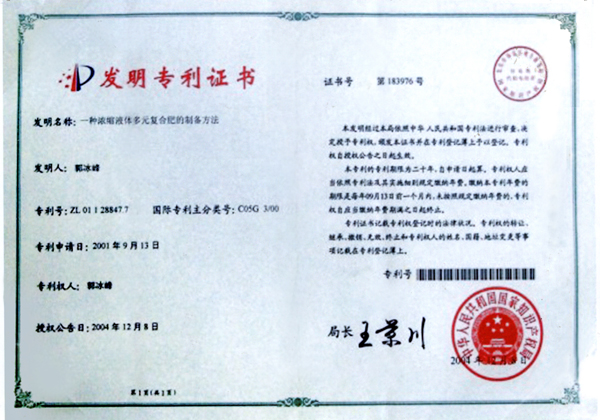 发明专利证书
发明名称：一种浓缩液体多元复合肥的制备方法
发明人：郭冰峰
专利号：ZL 01 1 28847.7 国际专利主分类号：C05G 3/00
专利申请日：2001年9月13日
专利权人：郭冰峰
授权公告日：2004年12月8日
第1页（共1页）
证书号 第183976号
本发明经过本局依照中华人民共和国专利法进行审查，决定授予专利权，颁发本证书并在专利登记簿上予以登记。专利权自授权公告之日起生效。
本专利的专利权期限为二十年，自申请日起算。专利权人应当依照专利法及其实施细则规定缴纳年费。缴纳本专利年费的期限是每年09月13日前一个月内。未按照规定缴纳年费的，专利权自应当缴纳年费期满之日起终止。
专利证书记载专利权登记时的法律状况。专利权的转让、继承、撤销、无效、终止和专利权人的姓名、国籍、地址变更等事项记载在专利登记簿上。
专利号
局长 王景川
中华人民共和国国家知识产权局
2004年12月8日